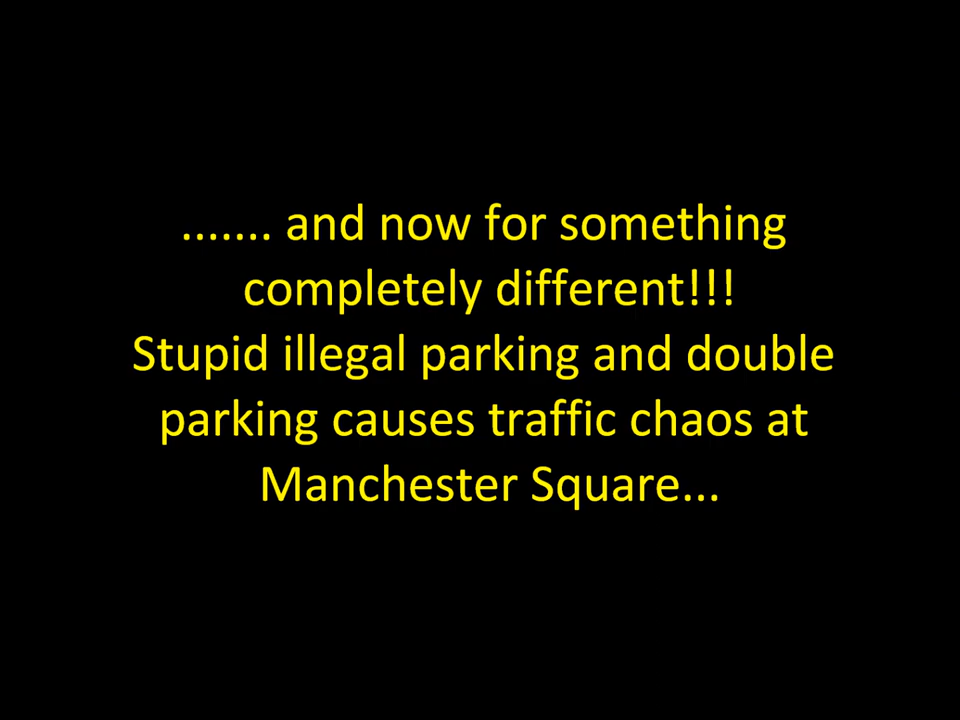 ....... and now for something
completely different!!!
Stupid illegal parking and double
parking causes traffic chaos at
Manchester Square...